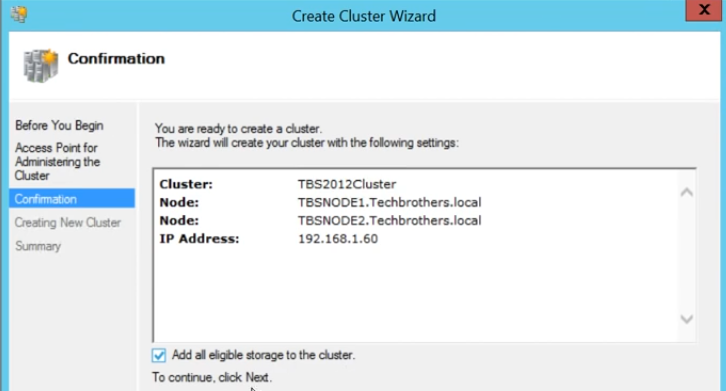 Create Cluster Wizard
X
Confirmation
Before You Begin
Access Point for
Administering the
Cluster
Confirmation
Creating New Cluster
Summary
You are ready to create a cluster.
The wizard will create your cluster with the following settings:
Cluster: TBS2012Cluster
Node: TBSNODE1.Techbrothers.local
Node: TBSNODE2.Techbrothers.local
IP Address: 192.168.1.60
Add all eligible storage to the cluster.
To continue, click Next.